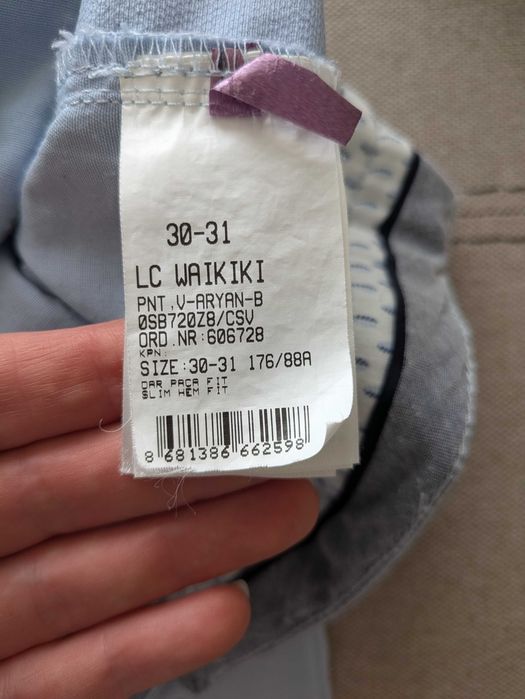 30-31
LC WAIKIKI
PNT.V-ARYAN-B
0SB720Z8/CSV
ORD.NR:606728
KPN:
SIZE:30-31 176/88A
DAR PAÇA FIT
SLIM HEM FIT
8 681386 662598